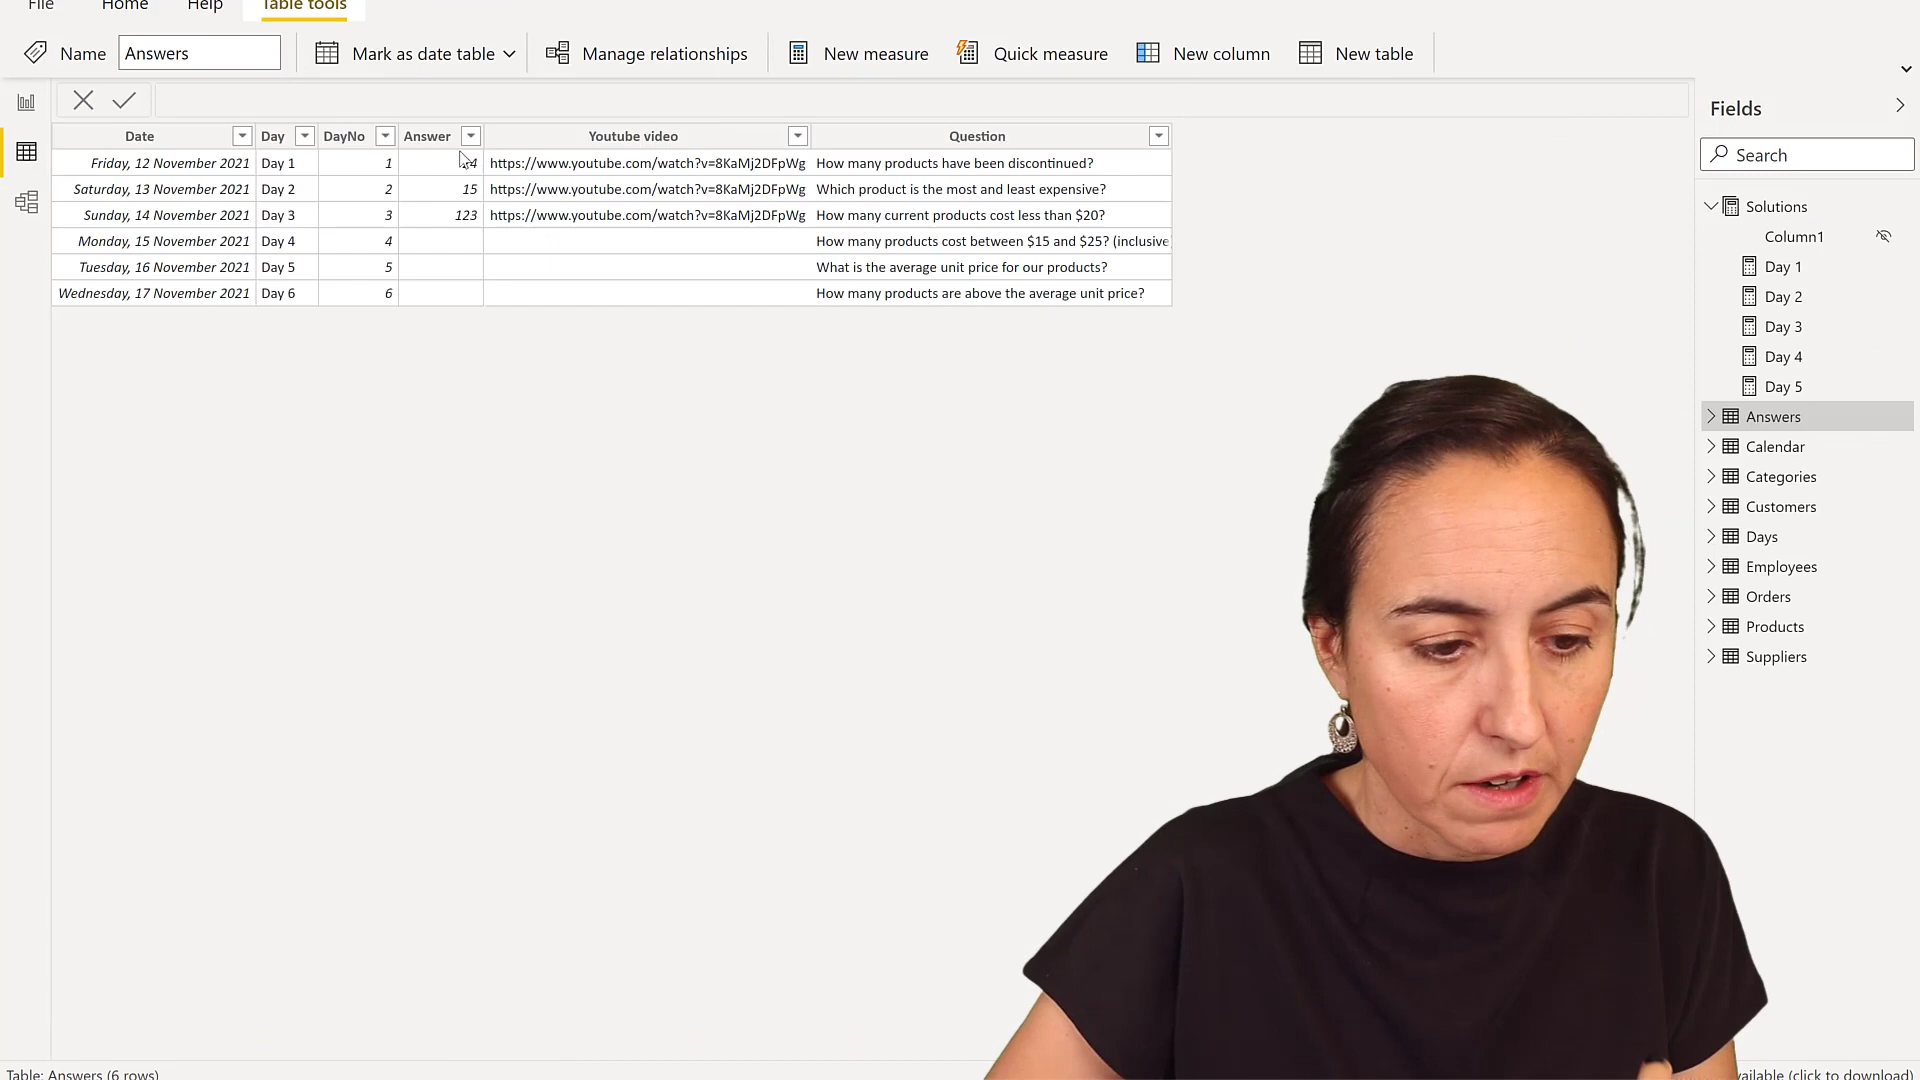 File Home Help Table tools
Name Answers Mark as date table Manage relationships New measure Quick measure New column New table
Date Day DayNo Answer Youtube video Question
Friday, 12 November 2021 Day 1 1 4 https://www.youtube.com/watch?v=8KaMj2DFpWg How many products have been discontinued?
Saturday, 13 November 2021 Day 2 2 15 https://www.youtube.com/watch?v=8KaMj2DFpWg Which product is the most and least expensive?
Sunday, 14 November 2021 Day 3 3 123 https://www.youtube.com/watch?v=8KaMj2DFpWg How many current products cost less than $20?
Monday, 15 November 2021 Day 4 4 How many products cost between $15 and $25? (inclusive
Tuesday, 16 November 2021 Day 5 5 What is the average unit price for our products?
Wednesday, 17 November 2021 Day 6 6 How many products are above the average unit price?
Fields
Search
Solutions
Column1
Day 1
Day 2
Day 3
Day 4
Day 5
Answers
Calendar
Categories
Customers
Days
Employees
Orders
Products
Suppliers
Table: Answers (6 rows)
vailable (click to download)